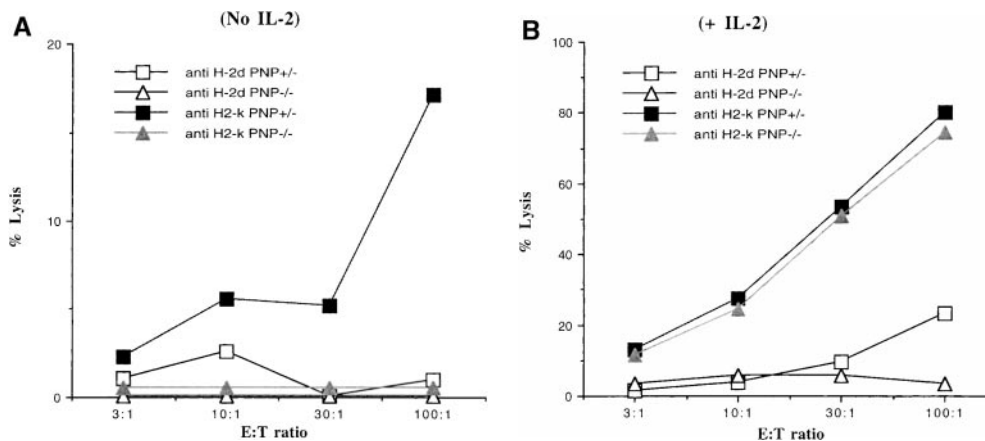 A
(No IL-2)
20
15
10
5
0
% Lysis
anti H-2d PNP+/-
anti H-2d PNP-/-
anti H2-k PNP+/-
anti H2-k PNP-/-
3:1 10:1 30:1 100:1
E:T ratio
B
(+ IL-2)
100
80
60
40
20
0
% Lysis
anti H-2d PNP+/-
anti H-2d PNP-/-
anti H2-k PNP+/-
anti H2-k PNP-/-
3:1 10:1 30:1 100:1
E:T ratio